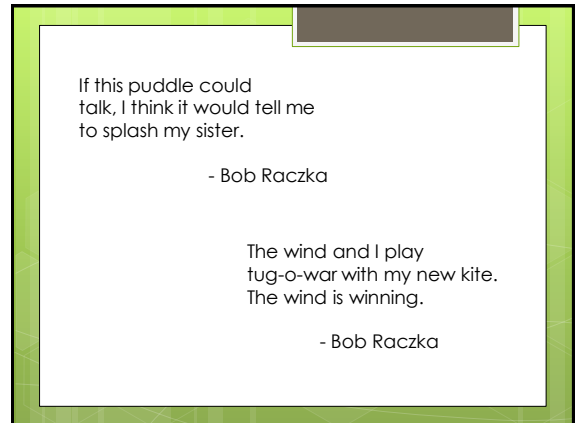 If this puddle could
talk, I think it would tell me
to splash my sister.
- Bob Raczka
The wind and I play
tug-o-war with my new kite.
The wind is winning.
- Bob Raczka